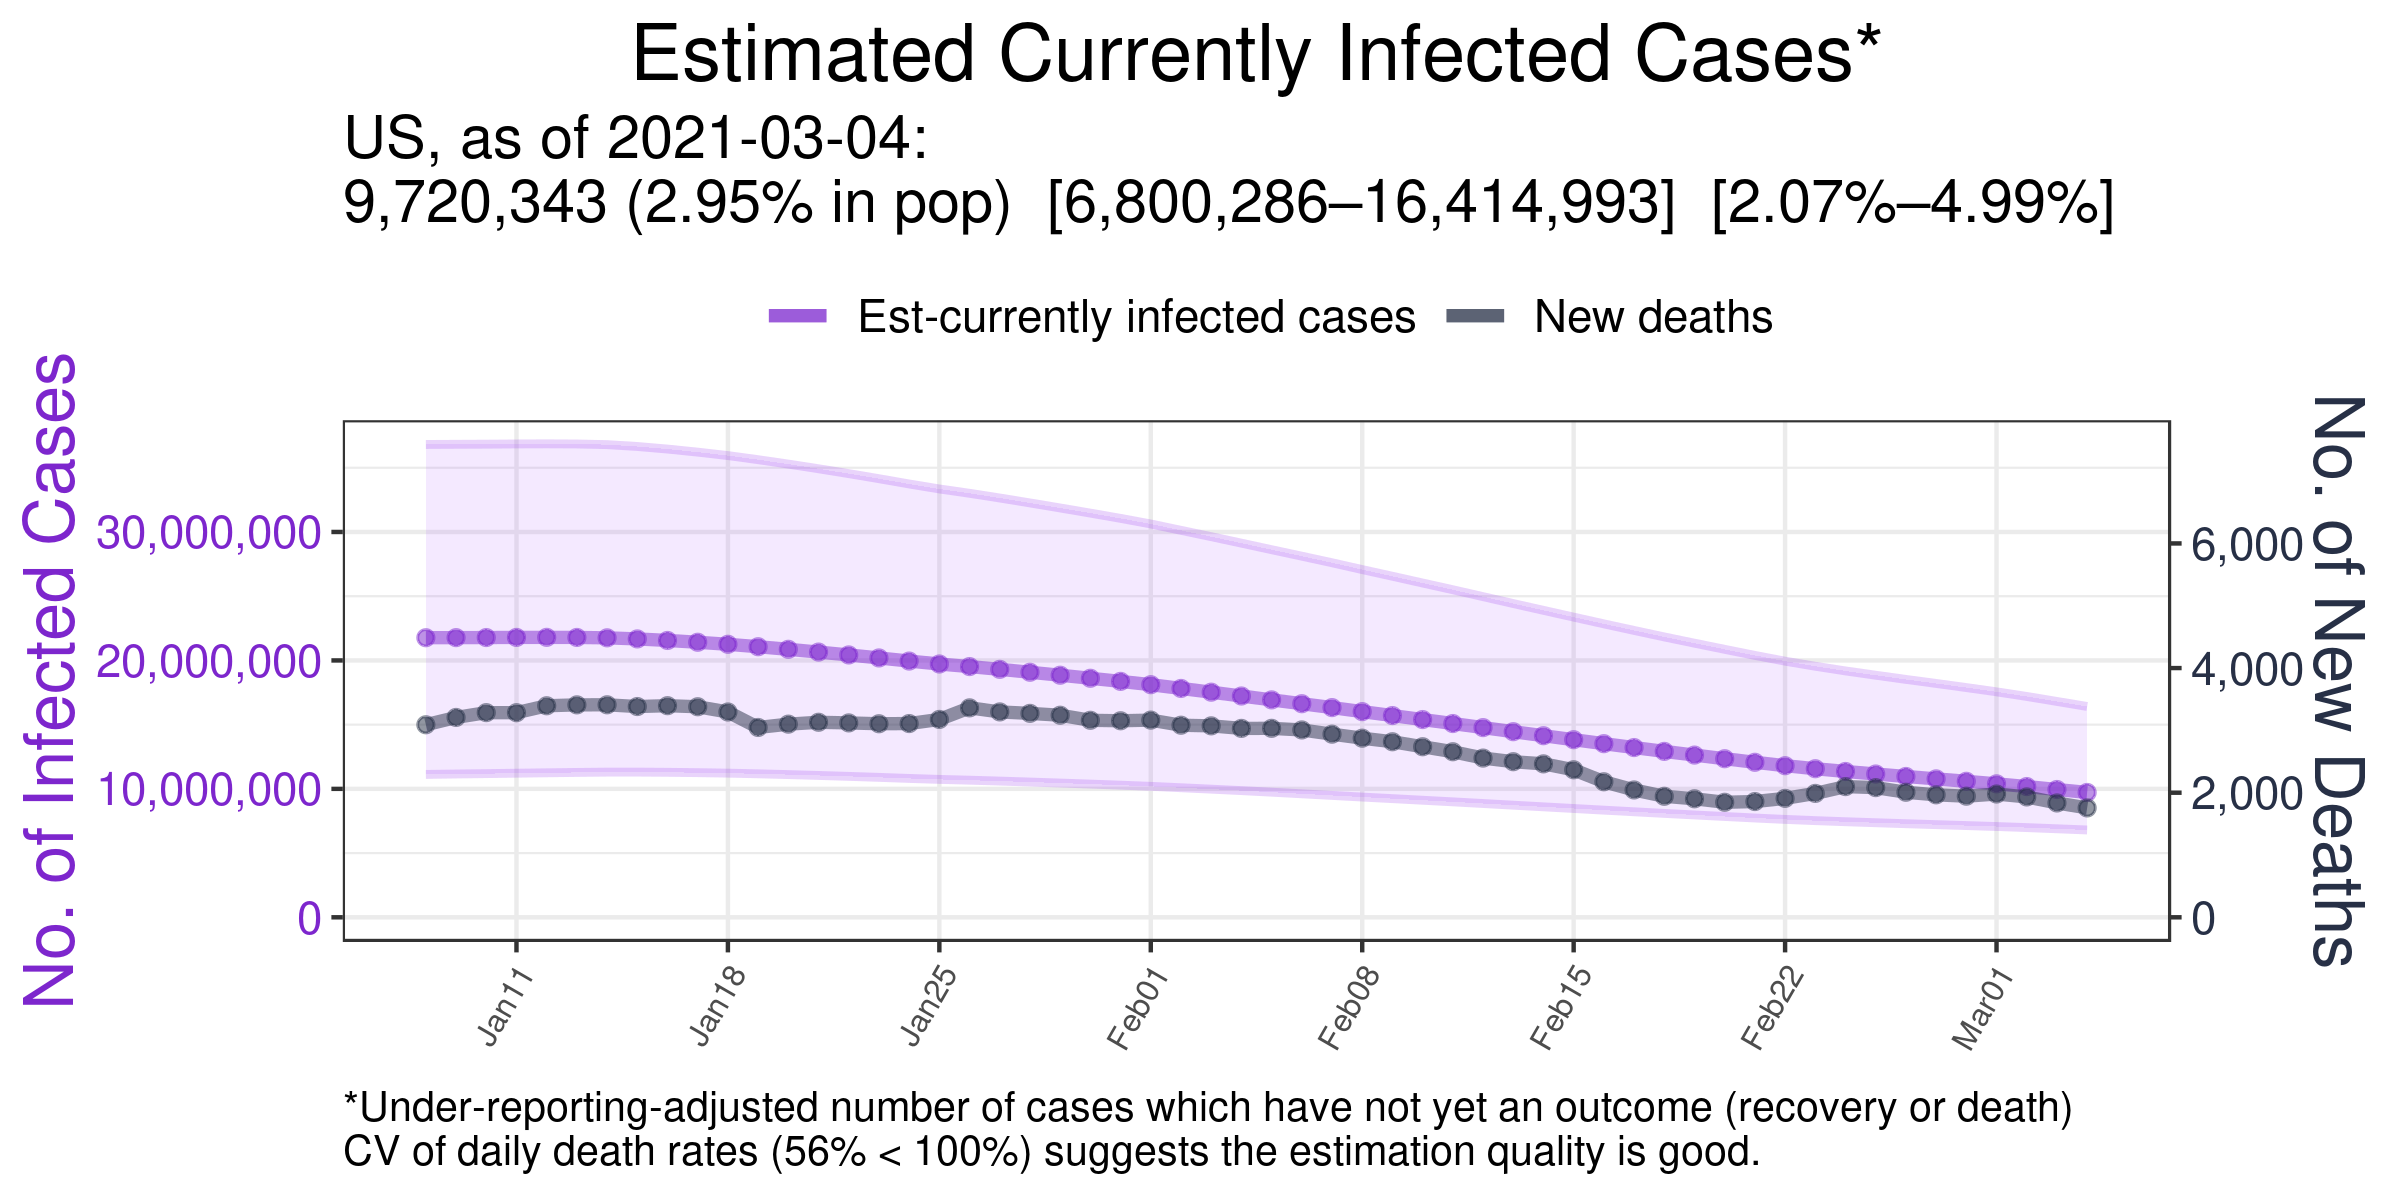 Estimated Currently Infected Cases*
US, as of 2021-03-04:
9,720,343 (2.95% in pop)  [6,800,286–16,414,993]  [2.07%–4.99%]
Est-currently infected cases
New deaths
No. of Infected Cases
30,000,000
20,000,000
10,000,000
0
No. of New Deaths
6,000
4,000
2,000
0
Jan11
Jan18
Jan25
Feb01
Feb08
Feb15
Feb22
Mar01
*Under-reporting-adjusted number of cases which have not yet an outcome (recovery or death)
CV of daily death rates (56% < 100%) suggests the estimation quality is good.